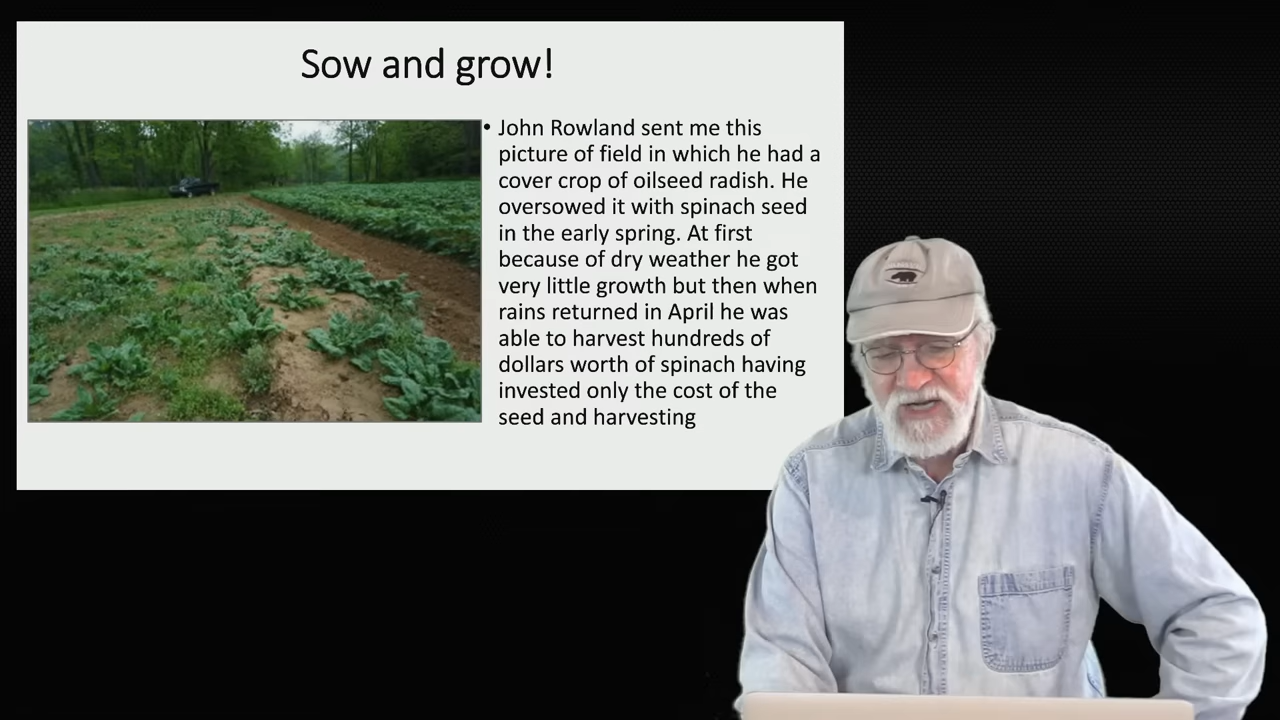 Sow and grow!
• John Rowland sent me this
picture of field in which he had a
cover crop of oilseed radish. He
oversowed it with spinach seed
in the early spring. At first
because of dry weather he got
very little growth but then when
rains returned in April he was
able to harvest hundreds of
dollars worth of spinach having
invested only the cost of the
seed and harvesting